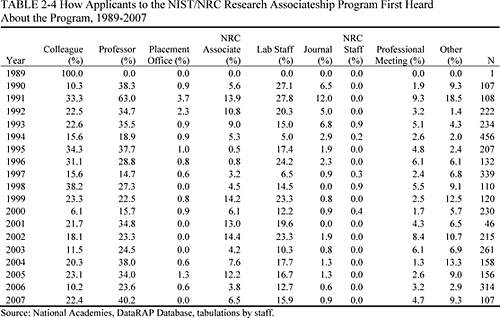 TABLE 2-4 How Applicants to the NIST/NRC Research Associateship Program First Heard
About the Program, 1989-2007
NRC NRC
Colleague Professor Placement Associate Lab Staff Journal Staff Professional Other
Year (%) (%) Office (%) (%) (%) (%) (%) Meeting (%) (%) N
1989 100.0 0.0 0.0 0.0 0.0 0.0 0.0 0.0 0.0 1
1990 10.3 38.3 0.9 5.6 27.1 6.5 0.0 1.9 9.3 107
1991 33.3 63.0 3.7 13.9 27.8 12.0 0.0 9.3 18.5 108
1992 22.5 34.7 2.3 10.8 20.3 5.0 0.0 3.2 1.4 222
1993 22.6 35.5 0.9 9.0 15.0 6.8 0.9 5.1 4.3 234
1994 15.6 18.9 0.9 5.3 5.0 2.9 0.2 2.6 2.0 456
1995 34.3 37.7 1.0 0.5 17.4 1.9 0.0 4.8 2.4 207
1996 31.1 28.8 0.8 0.8 24.2 2.3 0.0 6.1 6.1 132
1997 15.6 14.7 0.6 3.2 6.5 0.9 0.3 2.4 6.8 339
1998 38.2 27.3 0.0 4.5 14.5 0.0 0.9 5.5 9.1 110
1999 23.3 22.5 0.8 14.2 23.3 0.8 0.0 2.5 12.5 120
2000 6.1 15.7 0.9 6.1 12.2 0.9 0.4 1.7 5.7 230
2001 21.7 34.8 0.0 13.0 19.6 0.0 0.0 4.3 6.5 46
2002 18.1 23.3 0.0 14.4 23.3 1.9 0.0 8.4 10.7 215
2003 11.5 24.5 0.0 4.2 10.3 0.8 0.0 6.1 6.9 261
2004 20.3 38.0 0.6 7.6 17.7 1.3 0.0 1.3 13.3 158
2005 23.1 34.0 1.3 12.2 16.7 1.3 0.0 2.6 9.0 156
2006 10.2 23.6 0.6 3.8 12.7 0.6 0.0 3.2 2.9 314
2007 22.4 40.2 0.0 6.5 15.9 0.9 0.0 4.7 9.3 107
Source: National Academies, DataRAP Database, tabulations by staff.